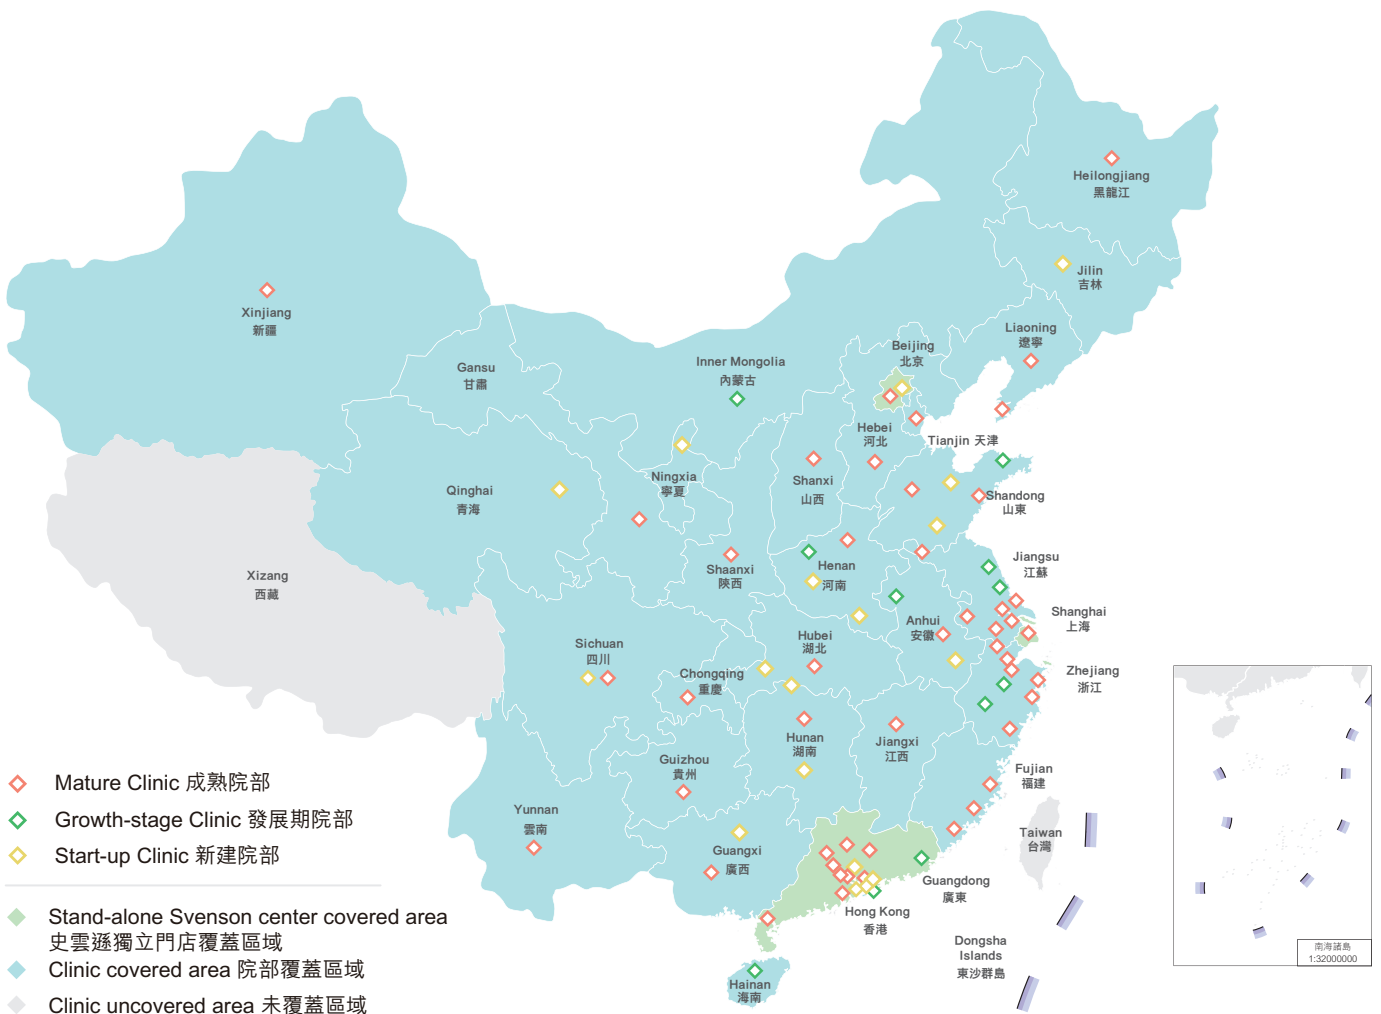 Heilongjiang
黑龍江
Jilin
吉林
Liaoning
遼寧
Xinjiang
新疆
Beijing
北京
Inner Mongolia
內蒙古
Gansu
甘肅
Hebei
河北
Tianjin 天津
Ningxia
寧夏
Shanxi
山西
Qinghai
青海
Shandong
山東
Shaanxi
陝西
Henan
河南
Jiangsu
江蘇
Xizang
西藏
Anhui
安徽
Shanghai
上海
Sichuan
四川
Hubei
湖北
Chongqing
重慶
Zhejiang
浙江
Hunan
湖南
Jiangxi
江西
Guizhou
貴州
Fujian
福建
Yunnan
雲南
Taiwan
台灣
Guangxi
廣西
Guangdong
廣東
Hong Kong
香港
Dongsha
Islands
東沙群島
Hainan
海南
南海諸島
1:32000000
Mature Clinic 成熟院部
Growth-stage Clinic 發展期院部
Start-up Clinic 新建院部
Stand-alone Svenson center covered area
史雲遜獨立門店覆蓋區域
Clinic covered area 院部覆蓋區域
Clinic uncovered area 未覆蓋區域